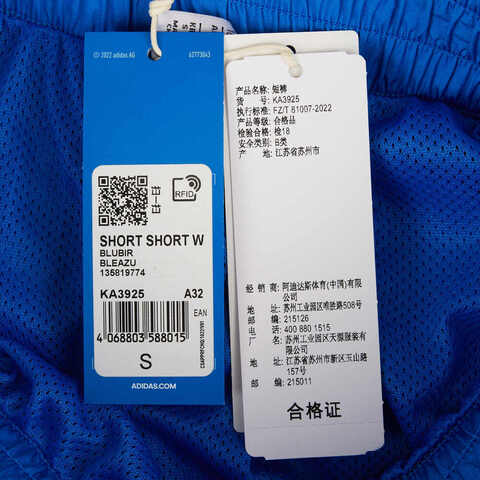 © 2022 adidas AG
62773043
RFID
SHORT SHORT W
BLUBIR
BLEAZU
135819774
KA3925 A32
EAN
4 068803 588015
S
ADIDAS.COM
产品名称: 短裤
货 号: KA3925
执行标准: FZ/T 81007-2022
产品等级: 合格品
检验合格: 检18
安全类别: B类
产 地: 江苏省苏州市
经 销 商: 阿迪达斯体育(中国)有限
公司
地 址: 苏州工业园区唯胜路508号
邮 编: 215126
电 话: 400 880 1515
制 造 商: 苏州工业园区天源服装有
限公司
地 址: 江苏省苏州市新区玉山路
157号
邮 编: 215011
合格证